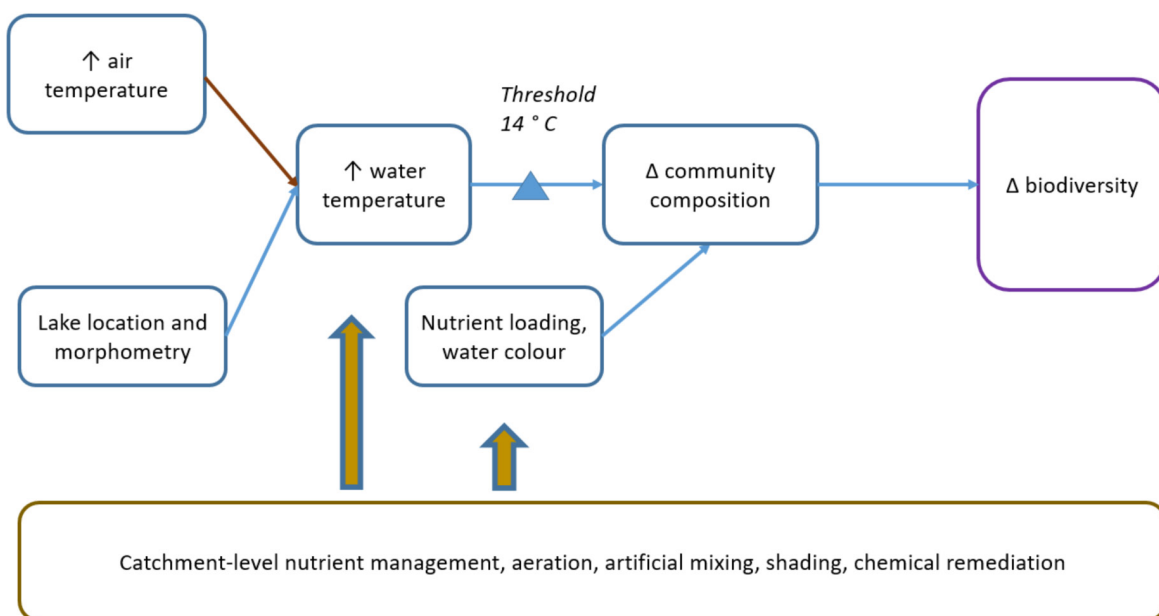 ↑ air
temperature
Threshold
14 ° C
↑ water
temperature
Δ community
composition
Δ biodiversity
Lake location and
morphometry
Nutrient loading,
water colour
Catchment-level nutrient management, aeration, artificial mixing, shading, chemical remediation